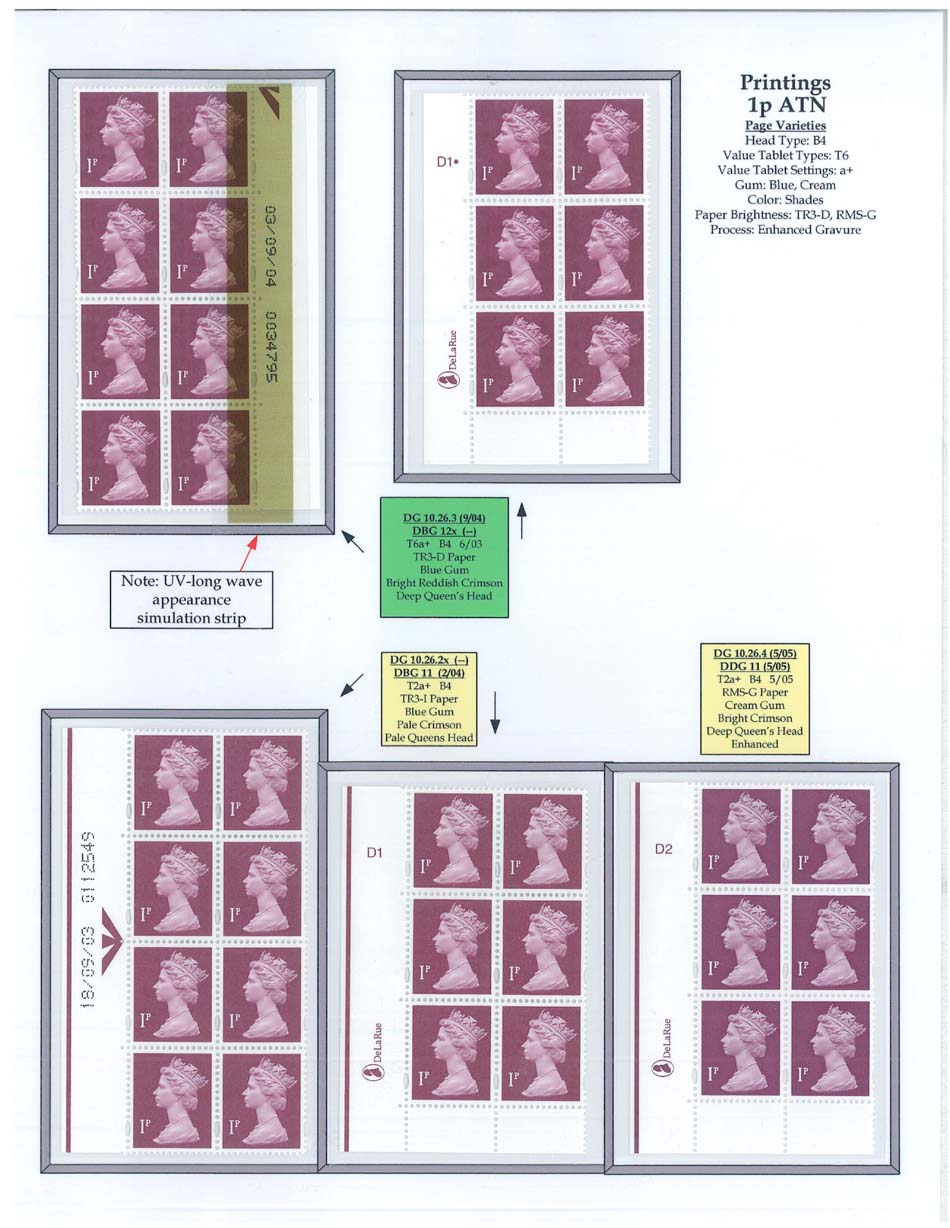 Printings
1p ATN
Page Varieties
Head Type: B4
Value Tablet Types: T6
Value Tablet Settings: a+
Gum: Blue, Cream
Color: Shades
Paper Brightness: TR3-D, RMS-G
Process: Enhanced Gravure
1P 1P
1P 1P
1P 1P
1P 1P
03/09/04 0034795
D1•
1P 1P
1P 1P
1P 1P
DeLaRue
DG 10.26.3 (9/04)
DBG 12x (--)
T6a+ B4 6/03
TR3-D Paper
Blue Gum
Bright Reddish Crimson
Deep Queen's Head
Note: UV-long wave
appearance
simulation strip
DG 10.26.2x (--)
DBG 11 (2/04)
T2a+ B4
TR3-I Paper
Blue Gum
Pale Crimson
Pale Queens Head
DG 10.26.4 (5/05)
DDG 11 (5/05)
T2a+ B4 5/05
RMS-G Paper
Cream Gum
Bright Crimson
Deep Queen's Head
Enhanced
18/09/03 0112549
1P 1P
1P 1P
1P 1P
1P 1P
D1
1P 1P
1P 1P
1P 1P
DeLaRue
D2
1P 1P
1P 1P
1P 1P
DeLaRue